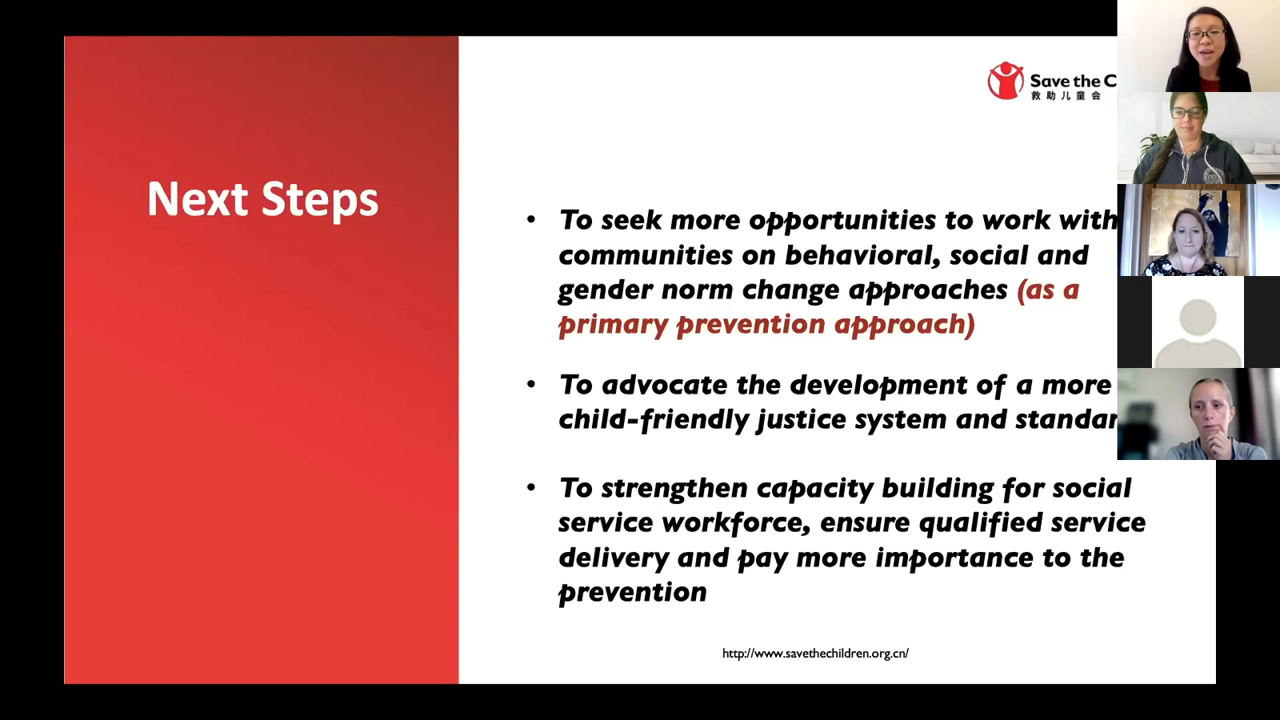 Next Steps
Save the C
救助儿童会
• To seek more opportunities to work with
communities on behavioral, social and
gender norm change approaches (as a
primary prevention approach)
• To advocate the development of a more
child-friendly justice system and standar
• To strengthen capacity building for social
service workforce, ensure qualified service
delivery and pay more importance to the
prevention
http://www.savethechildren.org.cn/